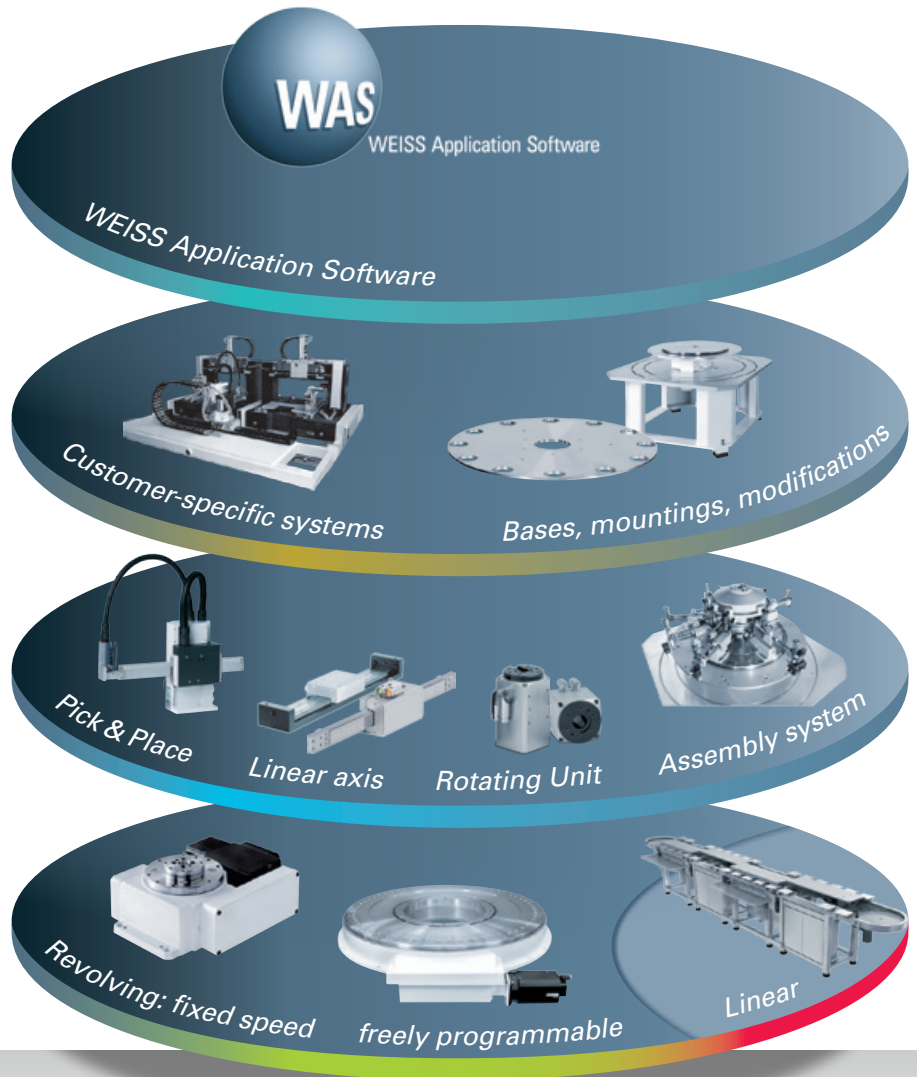 WAS
WEISS Application Software
WEISS Application Software
Customer-specific systems
Bases, mountings, modifications
Pick & Place
Linear axis
Rotating Unit
Assembly system
Revolving: fixed speed
freely programmable
Linear